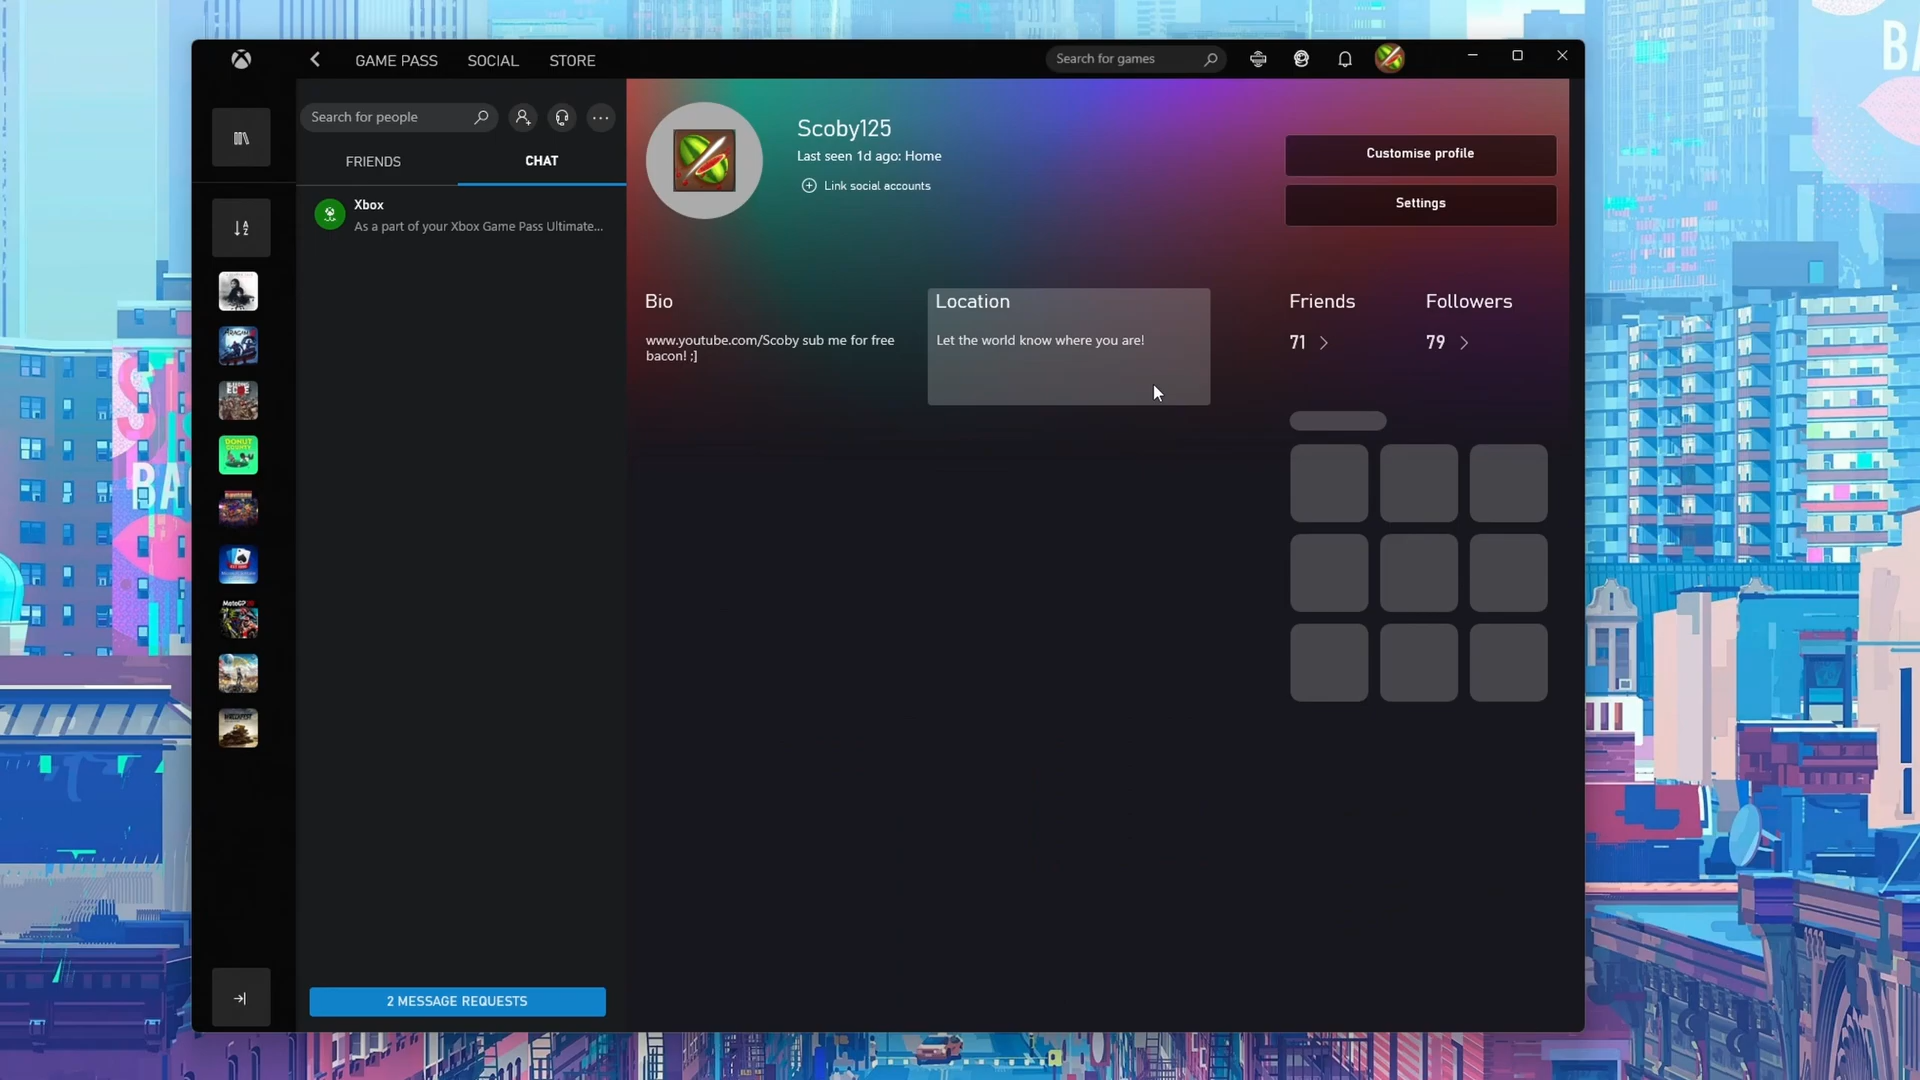 GAME PASS
SOCIAL
STORE
Search for games
Search for people
FRIENDS
CHAT
Xbox
As a part of your Xbox Game Pass Ultimate...
2 MESSAGE REQUESTS
Scoby125
Last seen 1d ago: Home
Link social accounts
Customise profile
Settings
Bio
www.youtube.com/Scoby sub me for free
bacon! ;]
Location
Let the world know where you are!
Friends
71
Followers
79
DONUT
COUNTY